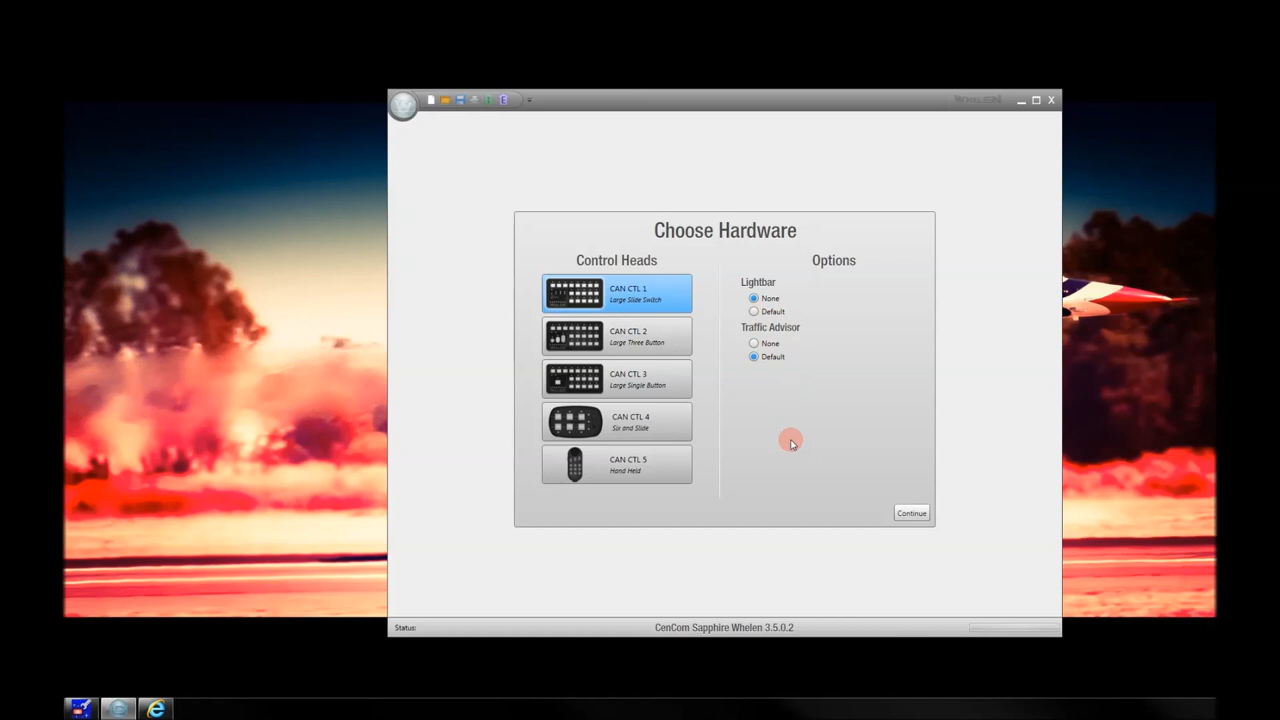 WHELEN
Choose Hardware
Control Heads
Options
CAN CTL 1
Large Slide Switch
CAN CTL 2
Large Three Button
CAN CTL 3
Large Single Button
CAN CTL 4
Six and Slide
CAN CTL 5
Hand Held
Lightbar
None
Default
Traffic Advisor
None
Default
Continue
Status:
CenCom Sapphire Whelen 3.5.0.2